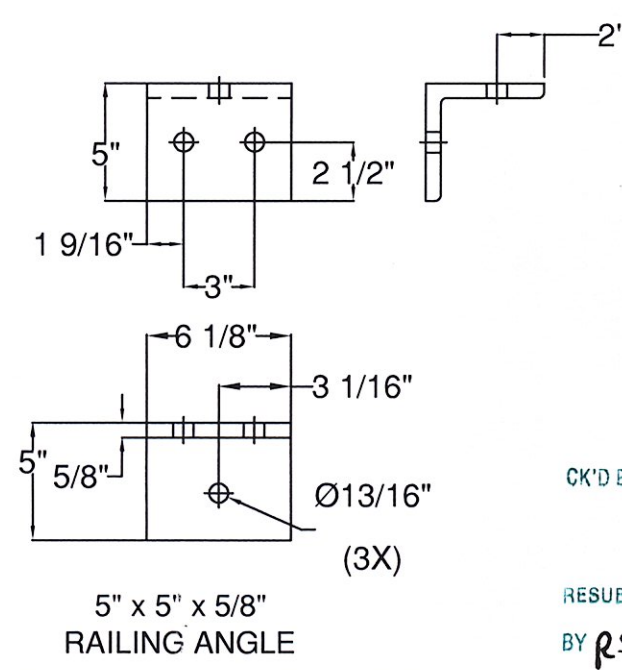 2"
5"
2 1/2"
1 9/16"
3"
6 1/8"
3 1/16"
5"
5/8"
Ø13/16"
(3X)
5" x 5" x 5/8"
RAILING ANGLE
CK'D
BY